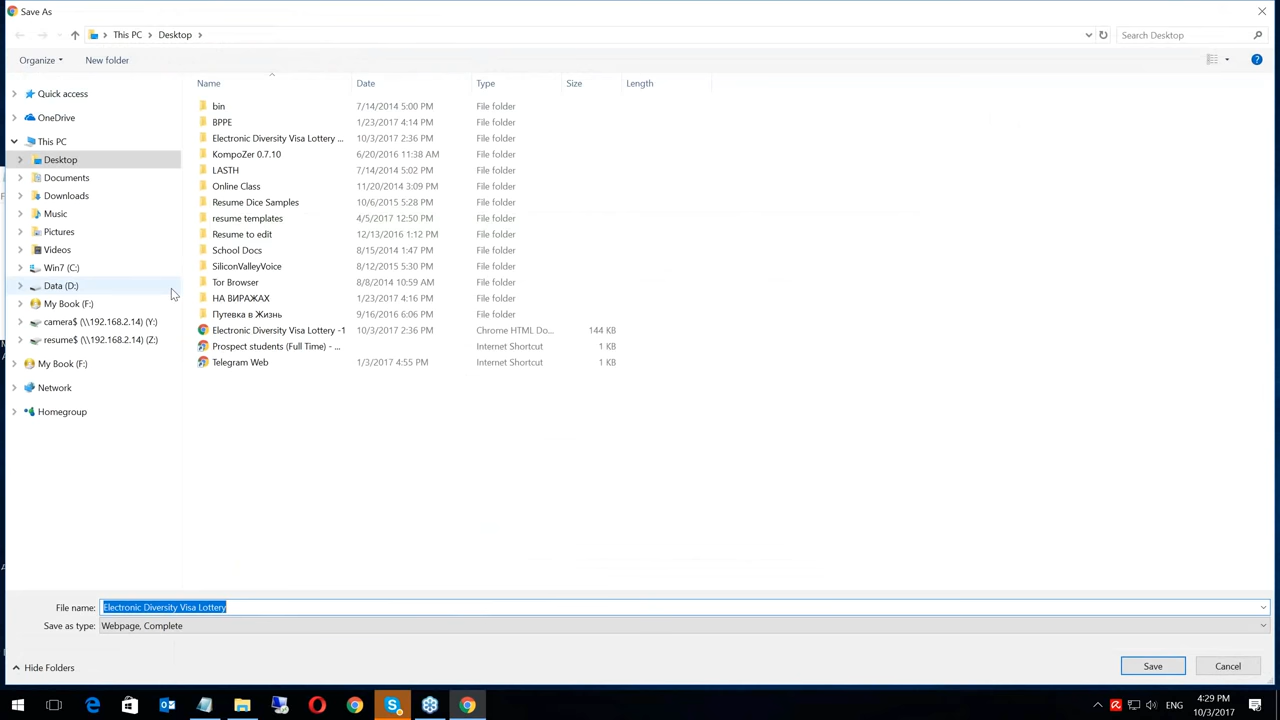 Save As
This PC > Desktop >
Search Desktop
Organize
New folder
Name Date Type Size Length
Quick access
OneDrive
This PC
Desktop
Documents
Downloads
Music
Pictures
Videos
Win7 (C:)
Data (D:)
My Book (F:)
camera$ (\\192.168.2.14) (Y:)
resume$ (\\192.168.2.14) (Z:)
My Book (F:)
Network
Homegroup
bin 7/14/2014 5:00 PM File folder
BPPE 1/23/2017 4:14 PM File folder
Electronic Diversity Visa Lottery ... 10/3/2017 2:36 PM File folder
KompoZer 0.7.10 6/20/2016 11:38 AM File folder
LASTH 7/14/2014 5:02 PM File folder
Online Class 11/20/2014 3:09 PM File folder
Resume Dice Samples 10/6/2015 5:28 PM File folder
resume templates 4/5/2017 12:50 PM File folder
Resume to edit 12/13/2016 1:12 PM File folder
School Docs 8/15/2014 1:47 PM File folder
SiliconValleyVoice 8/12/2015 5:30 PM File folder
Tor Browser 8/8/2014 10:59 AM File folder
НА ВИРАЖАХ 1/23/2017 4:16 PM File folder
Путевка в Жизнь 9/16/2016 6:06 PM File folder
Electronic Diversity Visa Lottery -1 10/3/2017 2:36 PM Chrome HTML Do... 144 KB
Prospect students (Full Time) - ... Internet Shortcut 1 KB
Telegram Web 1/3/2017 4:55 PM Internet Shortcut 1 KB
File name: Electronic Diversity Visa Lottery
Save as type: Webpage, Complete
Hide Folders
Save
Cancel
ENG
4:29 PM
10/3/2017